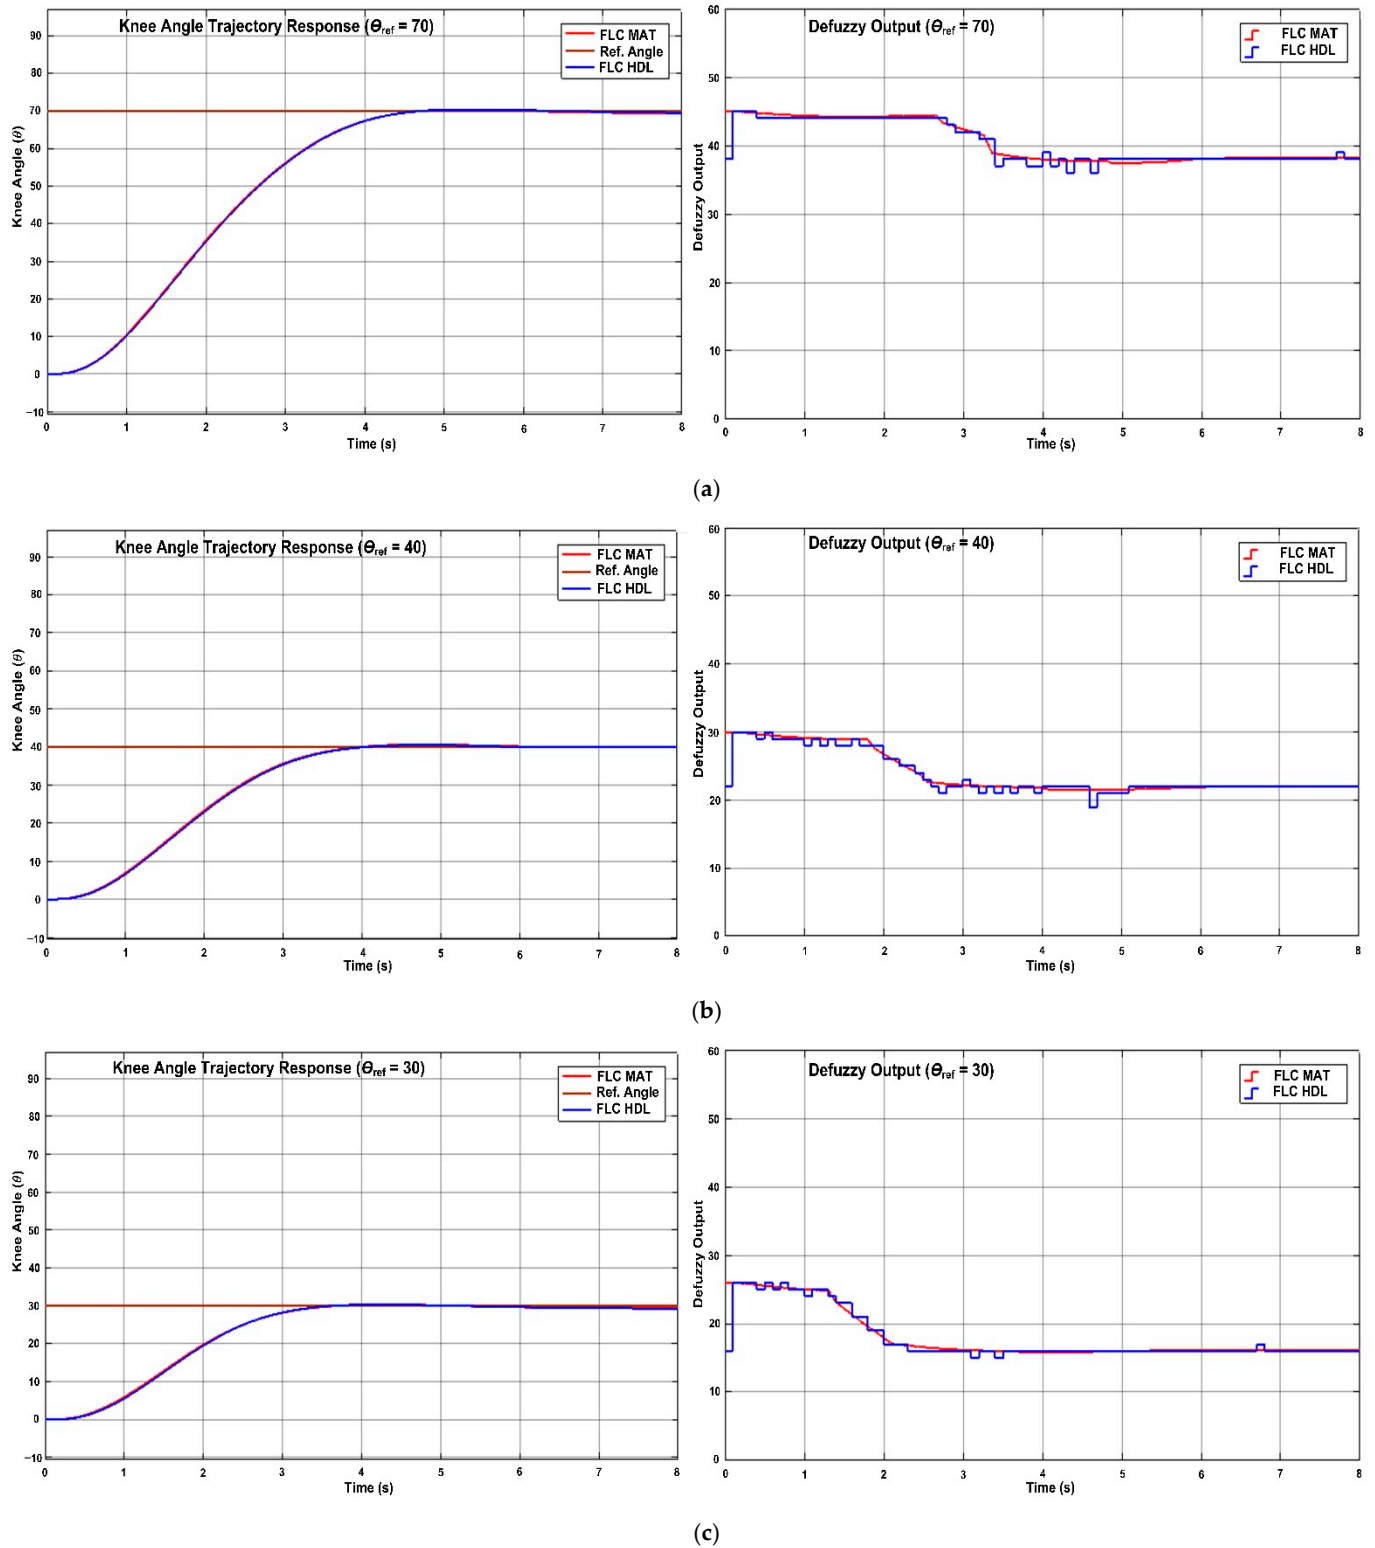 Knee Angle Trajectory Response (θref = 70)
FLC MAT
Ref. Angle
FLC HDL
Knee Angle (θ)
90
80
70
60
50
40
30
20
10
0
−10
0 1 2 3 4 5 6 7 8
Time (s)
Defuzzy Output (θref = 70)
FLC MAT
FLC HDL
Defuzzy Output
60
50
40
30
20
10
0
0 1 2 3 4 5 6 7 8
Time (s)
(a)
Knee Angle Trajectory Response (θref = 40)
FLC MAT
Ref. Angle
FLC HDL
Knee Angle (θ)
90
80
70
60
50
40
30
20
10
0
−10
0 1 2 3 4 5 6 7 8
Time (s)
Defuzzy Output (θref = 40)
FLC MAT
FLC HDL
Defuzzy Output
60
50
40
30
20
10
0
0 1 2 3 4 5 6 7 8
Time (s)
(b)
Knee Angle Trajectory Response (θref = 30)
FLC MAT
Ref. Angle
FLC HDL
Knee Angle (θ)
90
80
70
60
50
40
30
20
10
0
−10
0 1 2 3 4 5 6 7 8
Time (s)
Defuzzy Output (θref = 30)
FLC MAT
FLC HDL
Defuzzy Output
60
50
40
30
20
10
0
0 1 2 3 4 5 6 7 8
Time (s)
(c)